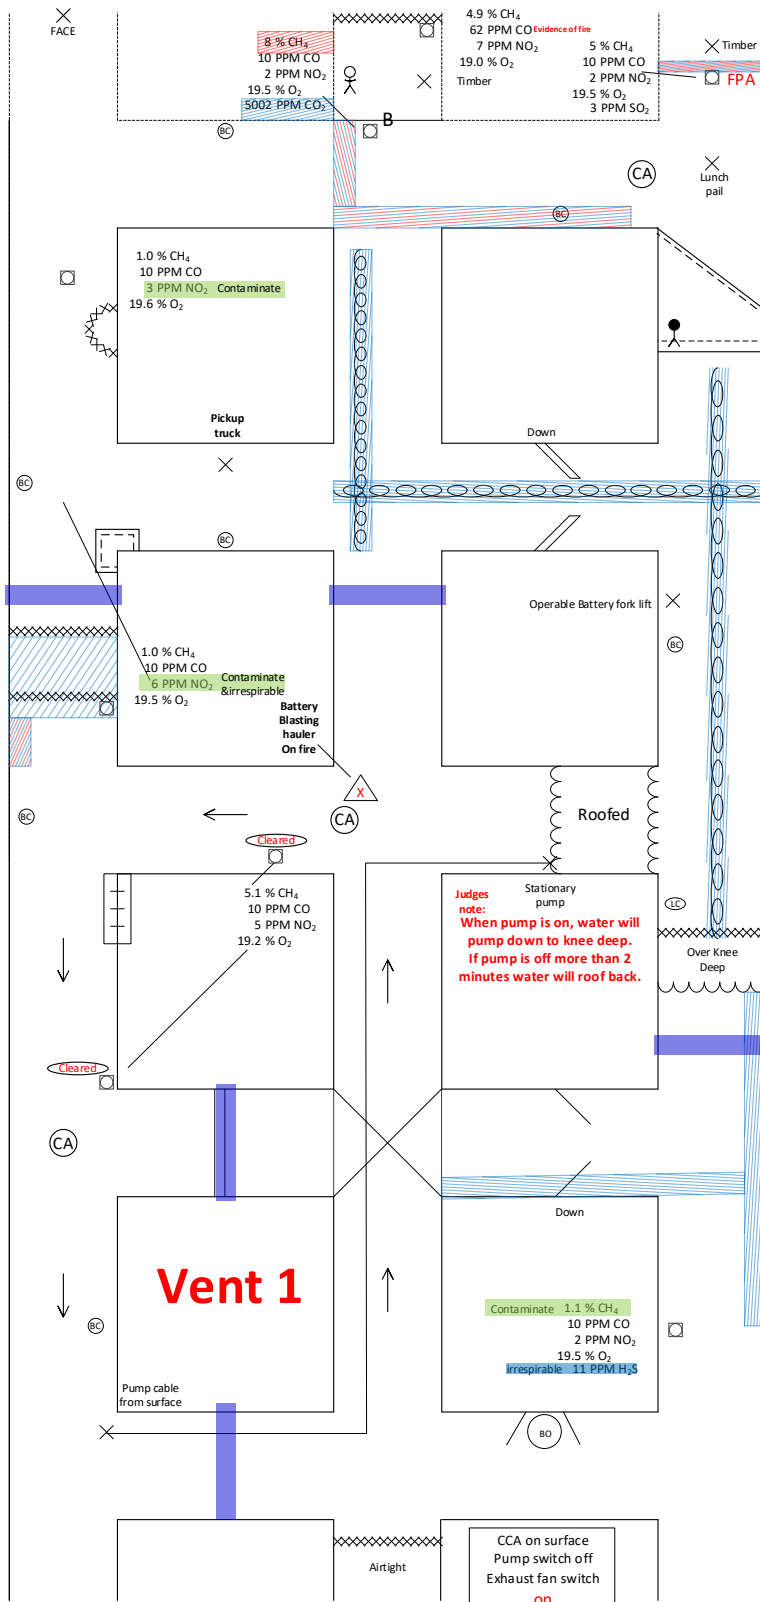 FACE
8 % CH₄
10 PPM CO
2 PPM NO₂
19.5 % O₂
5002 PPM CO₂
4.9 % CH₄
62 PPM CO Evidence of fire
7 PPM NO₂
19.0 % O₂
Timber
5 % CH₄
10 PPM CO
2 PPM NO₂
19.5 % O₂
3 PPM SO₂
Timber
FPA
BC
B
CA
Lunch
pail
BC
1.0 % CH₄
10 PPM CO
3 PPM NO₂ Contaminate
19.6 % O₂
Pickup
truck
Down
BC
BC
Operable Battery fork lift
BC
1.0 % CH₄
10 PPM CO
6 PPM NO₂ Contaminate
&irrespirable
19.5 % O₂
Battery
Blasting
hauler
On fire
X
CA
BC
Roofed
Cleared
5.1 % CH₄
10 PPM CO
5 PPM NO₂
19.2 % O₂
Stationary
pump
Judges
note:
When pump is on, water will
pump down to knee deep.
If pump is off more than 2
minutes water will roof back.
LC
Over Knee
Deep
Cleared
CA
Down
Vent 1
Contaminate 1.1 % CH₄
10 PPM CO
2 PPM NO₂
19.5 % O₂
irrespirable 11 PPM H₂S
BC
Pump cable
from surface
BO
Airtight
CCA on surface
Pump switch off
Exhaust fan switch
on